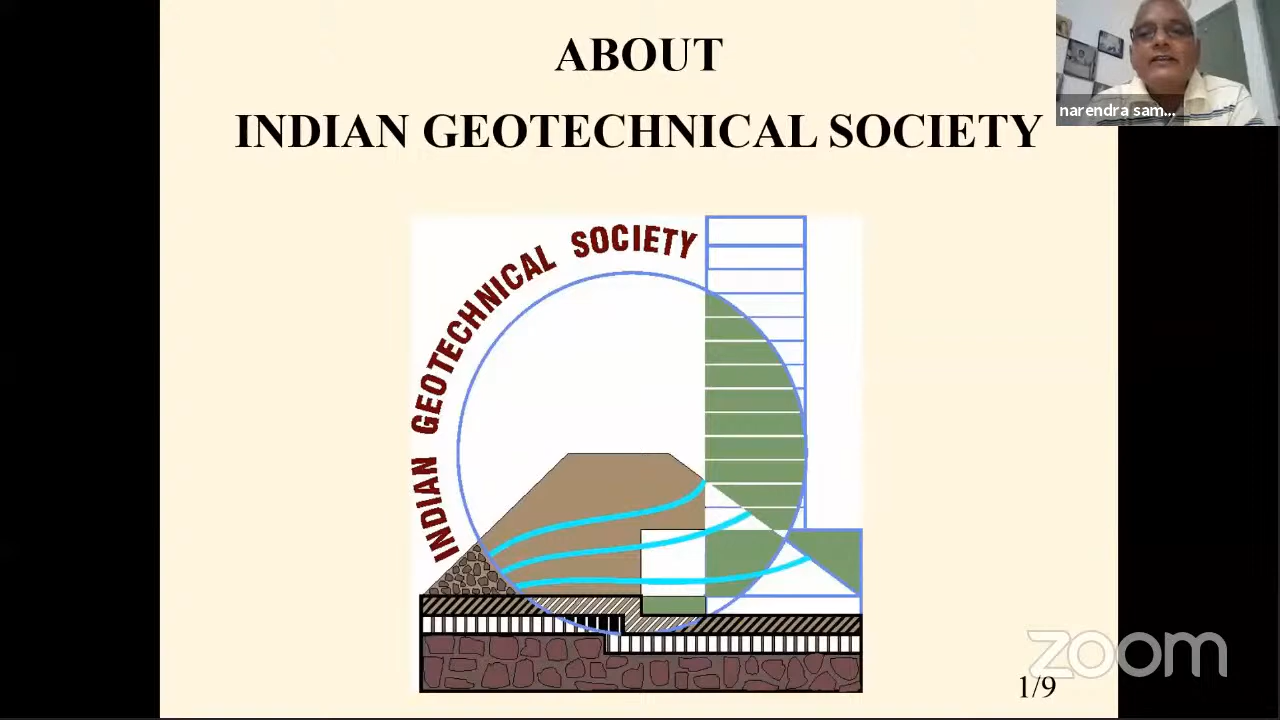 ABOUT
INDIAN GEOTECHNICAL SOCIETY
narendra sam...
INDIAN GEOTECHNICAL SOCIETY
zoom
1/9